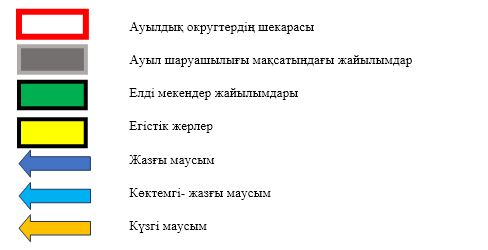 Ауылдық округтердің шекарасы
Ауыл шаруашылығы мақсатындағы жайылымдар
Елді мекендер жайылымдары
Егістік жерлер
Жазғы маусым
Көктемгі- жазғы маусым
Күзгі маусым